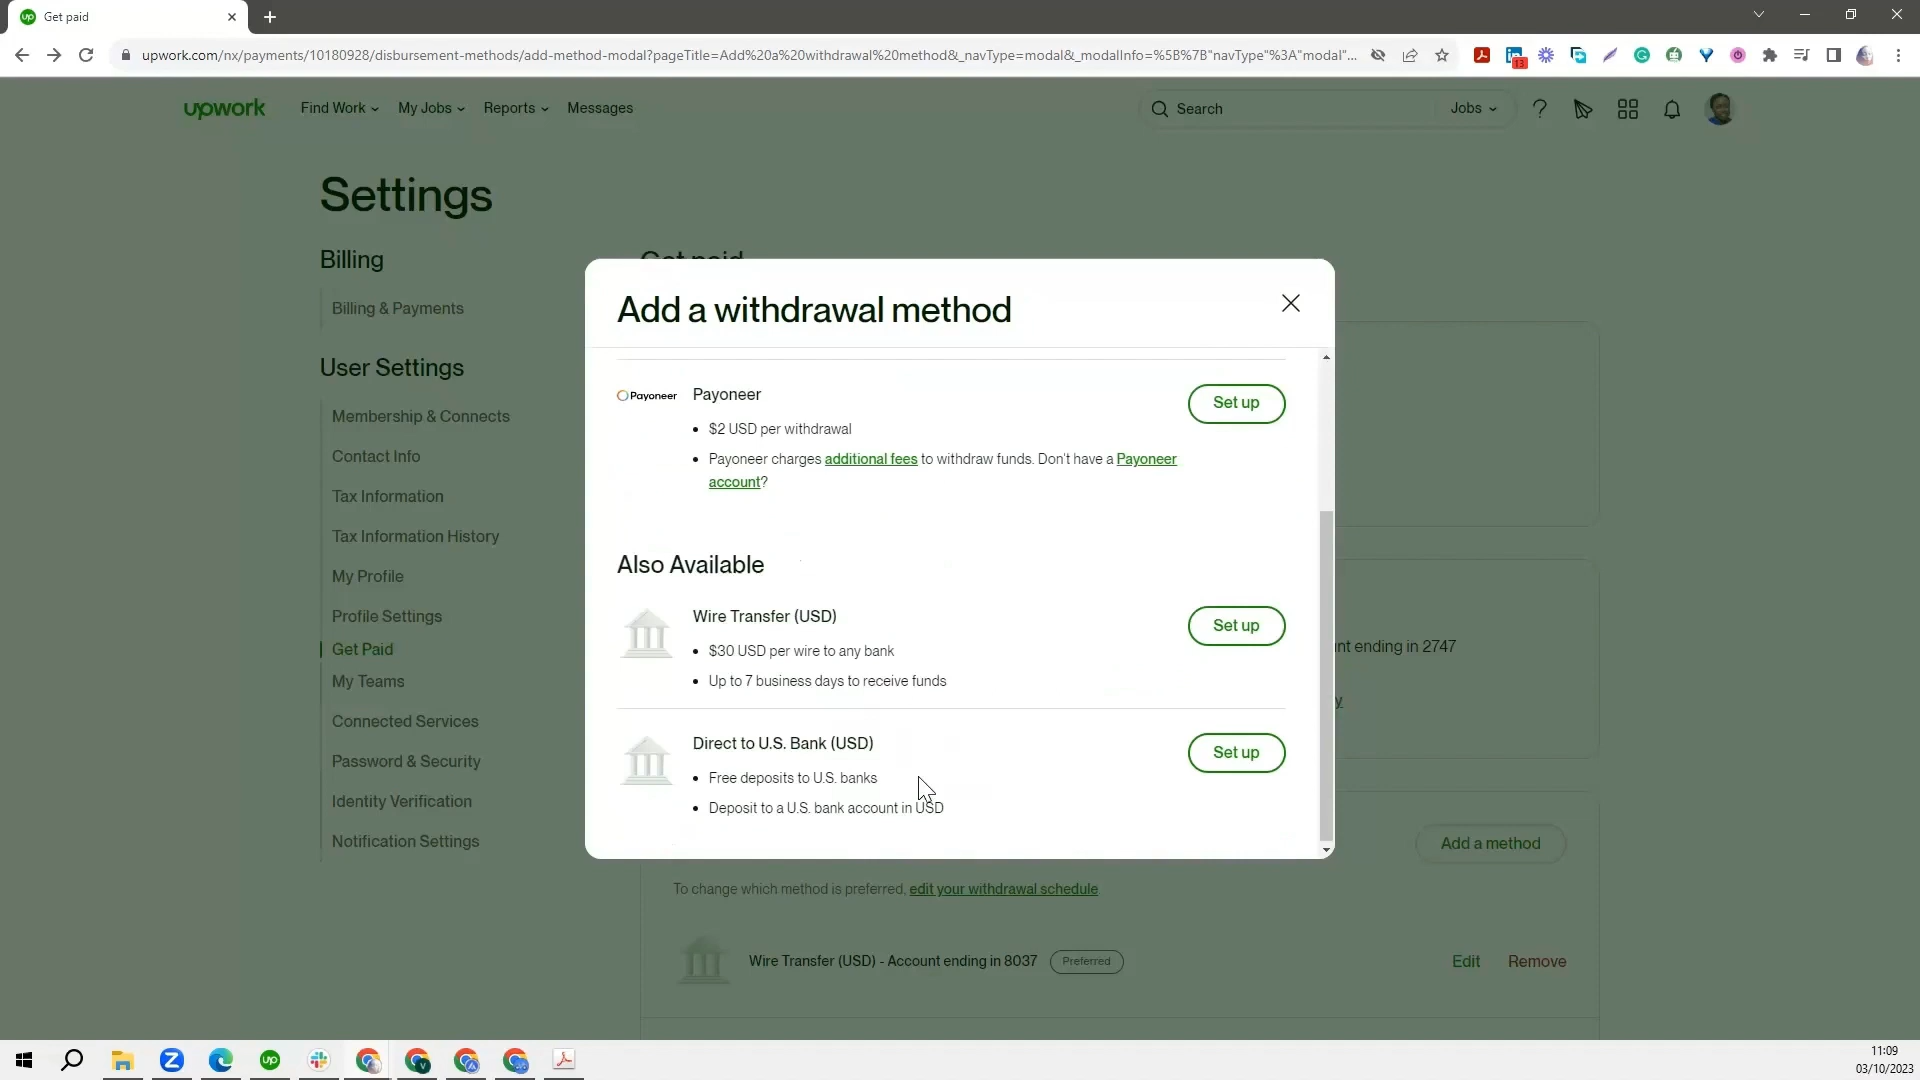 Get paid
upwork.com/nx/payments/10180928/disbursement-methods/add-method-modal?pageTitle=Add%20a%20withdrawal%20method&_navType=modal&_modalInfo=%5B%7B"navType"%3A"modal"...
13
upwork
Find Work
My Jobs
Reports
Messages
Search
Jobs
Settings
Billing
Billing & Payments
User Settings
Membership & Connects
Contact Info
Tax Information
Tax Information History
My Profile
Profile Settings
Get Paid
My Teams
Connected Services
Password & Security
Identity Verification
Notification Settings
Get paid
Add a withdrawal method
Payoneer
Payoneer
Set up
• $2 USD per withdrawal
• Payoneer charges additional fees to withdraw funds. Don't have a Payoneer
account?
Also Available
Wire Transfer (USD)
Set up
• $30 USD per wire to any bank
• Up to 7 business days to receive funds
Direct to U.S. Bank (USD)
Set up
• Free deposits to U.S. banks
• Deposit to a U.S. bank account in USD
ending in 2747
Add a method
To change which method is preferred, edit your withdrawal schedule
Wire Transfer (USD) - Account ending in 8037
Preferred
Edit
Remove
11:09
03/10/2023